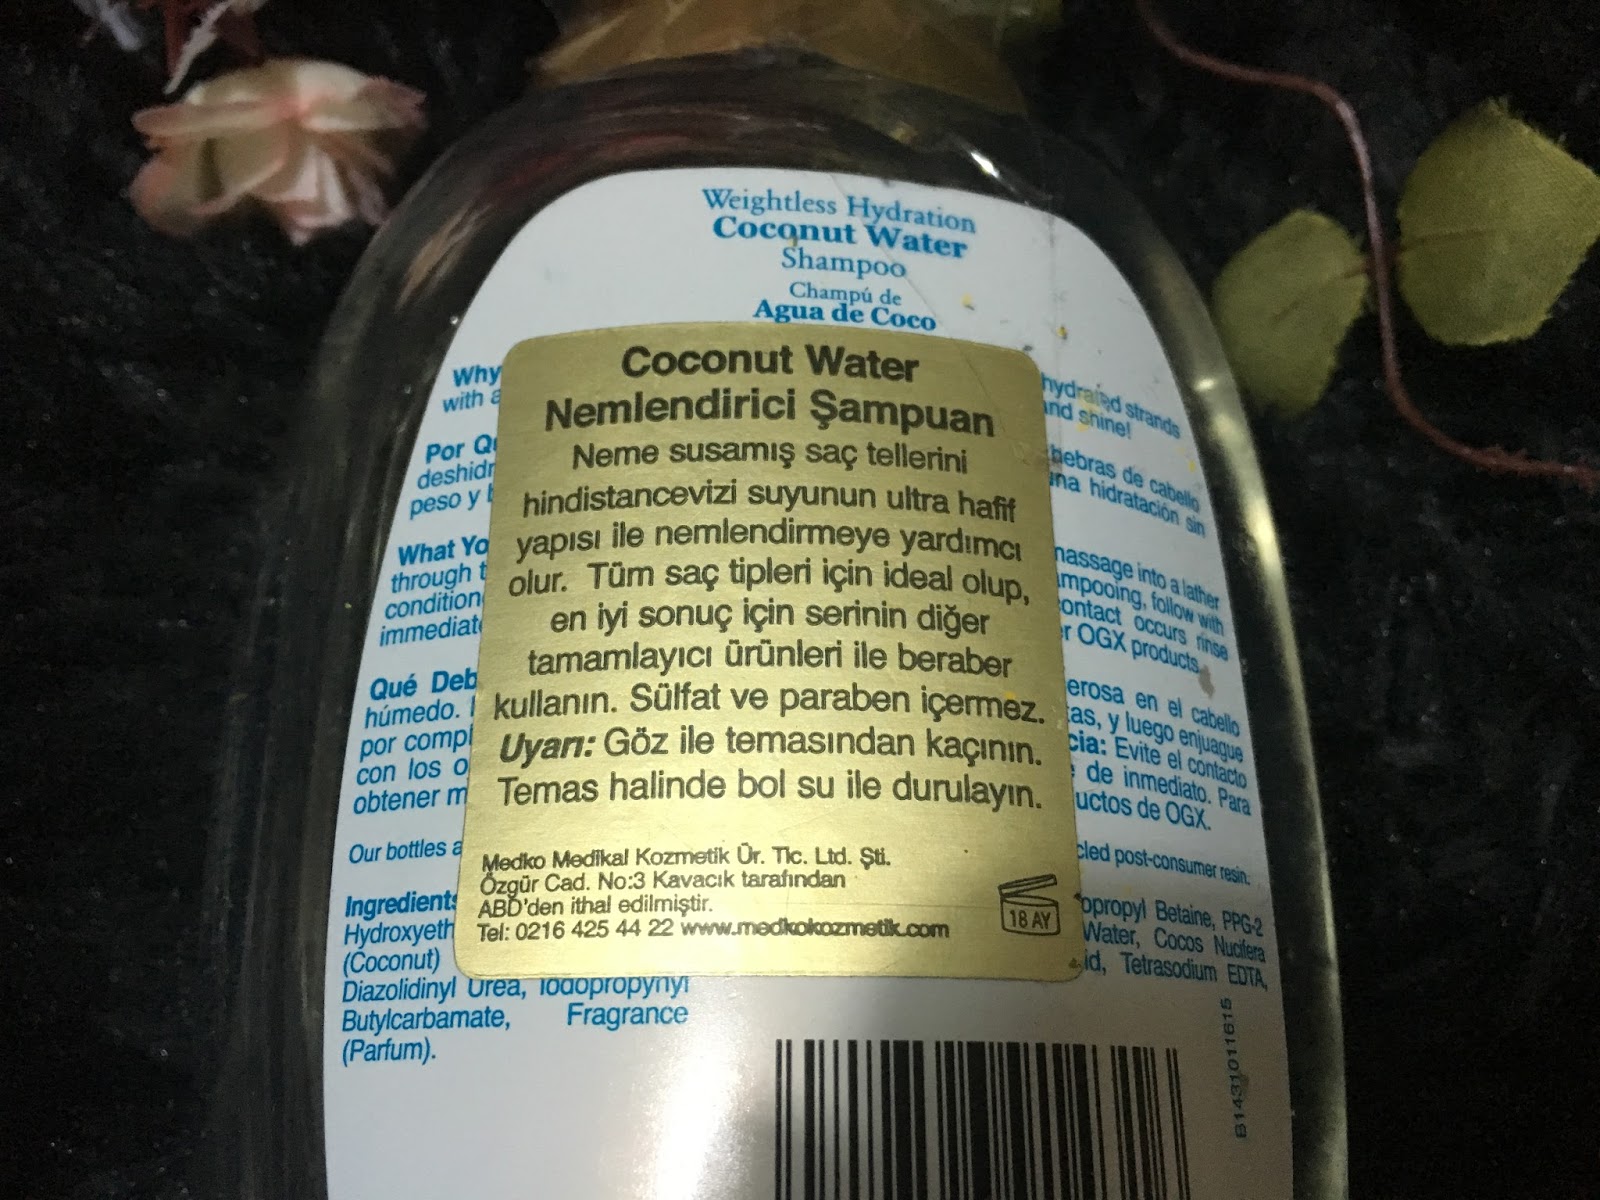 Weightless Hydration
Coconut Water
Shampoo
Champú de
Agua de Coco
Why
with a
hydrated strands
and shine!
Por Qu
deshidr
peso y
hebras de cabello
una hidratación sin
What Yo
through t
condition
immediate
massage into a lather
mpooing, follow with
ontact occurs rinse
r OGX products.
Qué Deb
húmedo.
por compl
con los o
obtener m
erosa en el cabello
as, y luego enjuague
cia: Evite el contacto
de inmediato. Para
uctos de OGX.
Our bottles a
cled post-consumer resin.
Ingredients
Hydroxyeth
(Coconut)
Diazolidinyl Urea, Iodopropynyl
Butylcarbamate, Fragrance
(Parfum).
opropyl Betaine, PPG-2
Water, Cocos Nucifera
id, Tetrasodium EDTA,
Coconut Water
Nemlendirici Şampuan
Neme susamış saç tellerini
hindistancevizi suyunun ultra hafif
yapısı ile nemlendirmeye yardımcı
olur. Tüm saç tipleri için ideal olup,
en iyi sonuç için serinin diğer
tamamlayıcı ürünleri ile beraber
kullanın. Sülfat ve paraben içermez.
Uyarı: Göz ile temasından kaçının.
Temas halinde bol su ile durulayın.
Medko Medikal Kozmetik Ür. Tic. Ltd. Şti.
Özgür Cad. No:3 Kavacık tarafından
ABD'den ithal edilmiştir.
Tel: 0216 425 44 22 www.medkokozmetik.com
18 AY
B1431011615